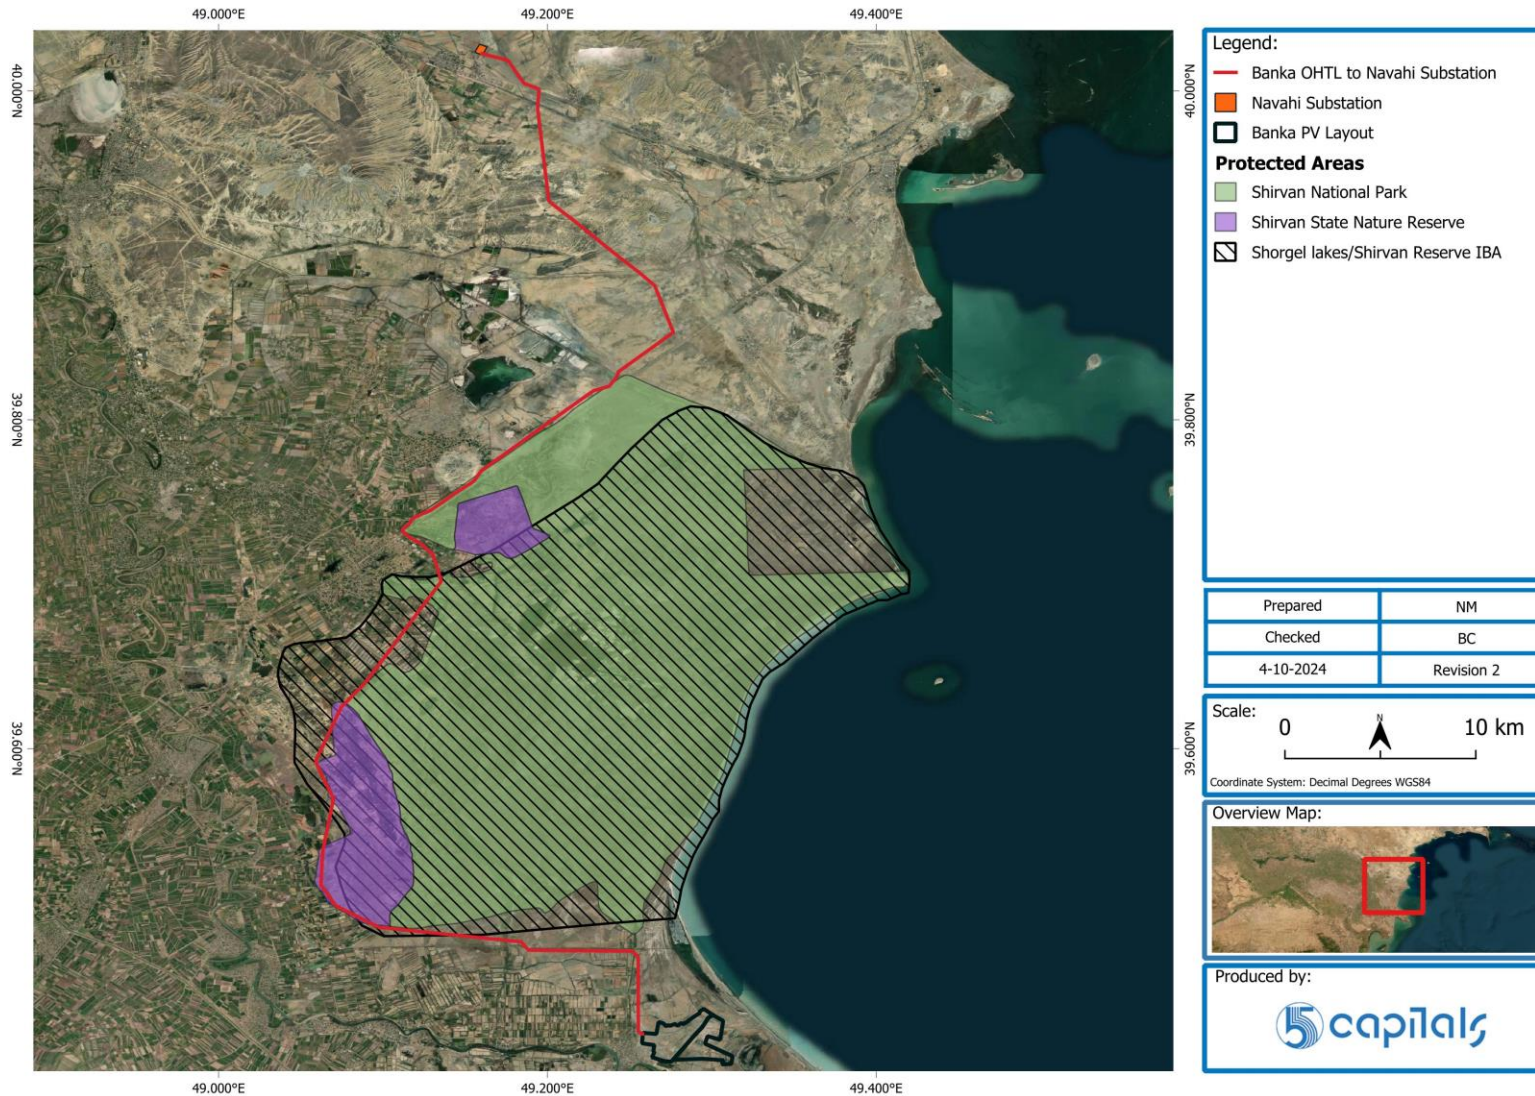 49.000°E 49.200°E 49.400°E
40.000°N
40.000°N
39.800°N
39.800°N
39.600°N
39.600°N
49.000°E 49.200°E 49.400°E
Legend:
Banka OHTL to Navahi Substation
Navahi Substation
Banka PV Layout
Protected Areas
Shirvan National Park
Shirvan State Nature Reserve
Shorgel lakes/Shirvan Reserve IBA
Prepared NM
Checked BC
4-10-2024 Revision 2
Scale:
0 N 10 km
Coordinate System: Decimal Degrees WGS84
Overview Map:
Produced by:
5 capitals